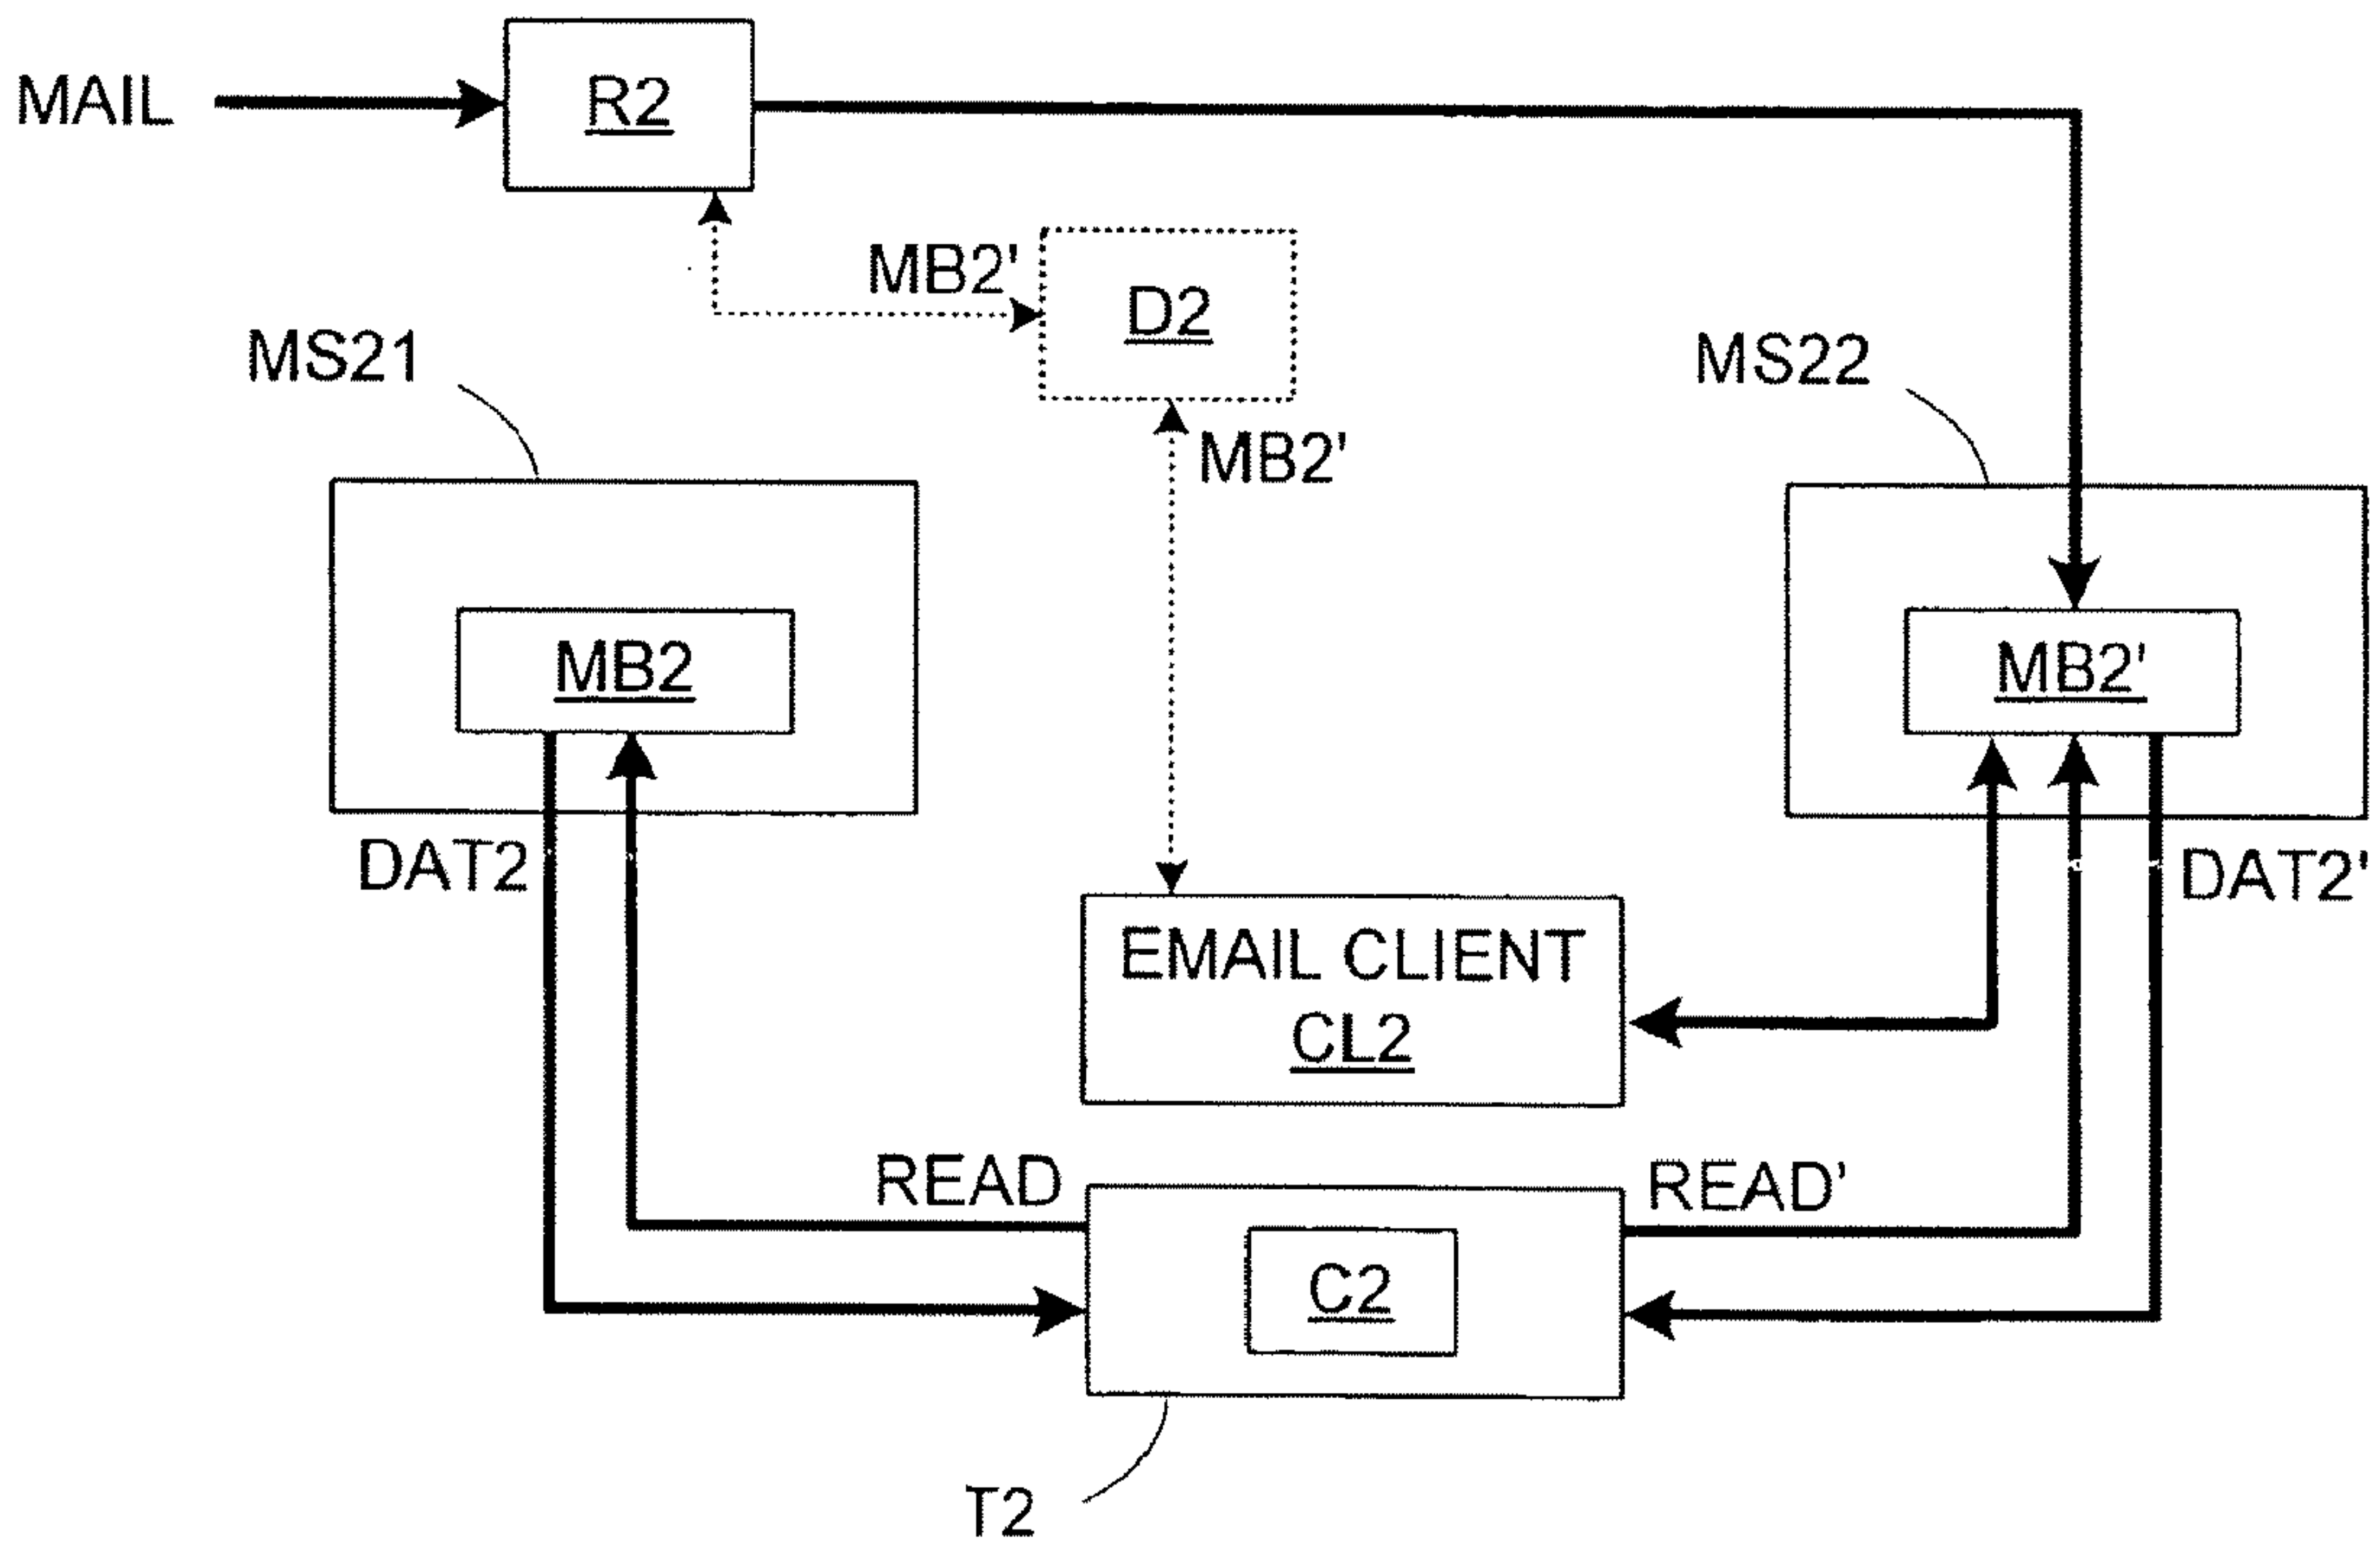 MAIL
R2
MB2'
D2
MS21
MS22
MB2'
MB2
MB2'
DAT2
DAT2'
EMAIL CLIENT
CL2
READ
READ’
C2
T2